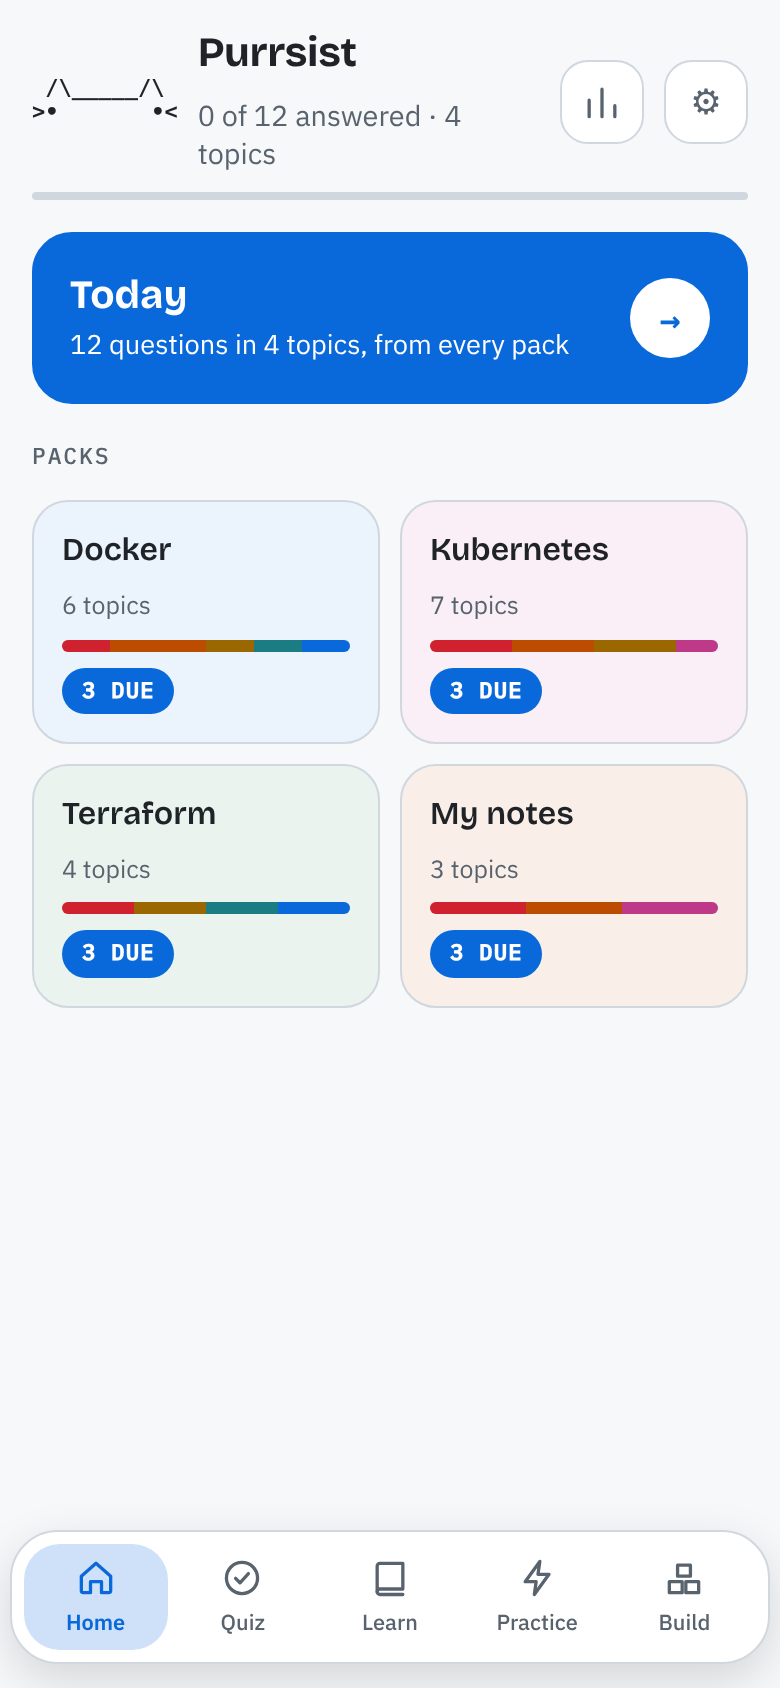 Purrsist
/\_____/\
>•       •<
0 of 12 answered · 4
topics
Today
12 questions in 4 topics, from every pack
→
PACKS
Docker
6 topics
3 DUE
Kubernetes
7 topics
3 DUE
Terraform
4 topics
3 DUE
My notes
3 topics
3 DUE
Home
Quiz
Learn
Practice
Build